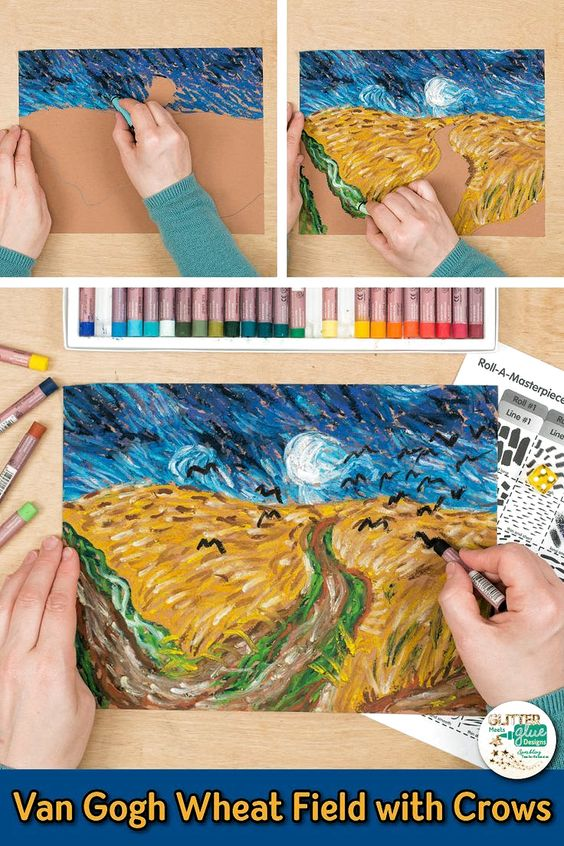 Roll-A-Masterpiece
Roll #1
Line #1
GLITTER
Meets
glue
Designs
Van Gogh Wheat Field with Crows